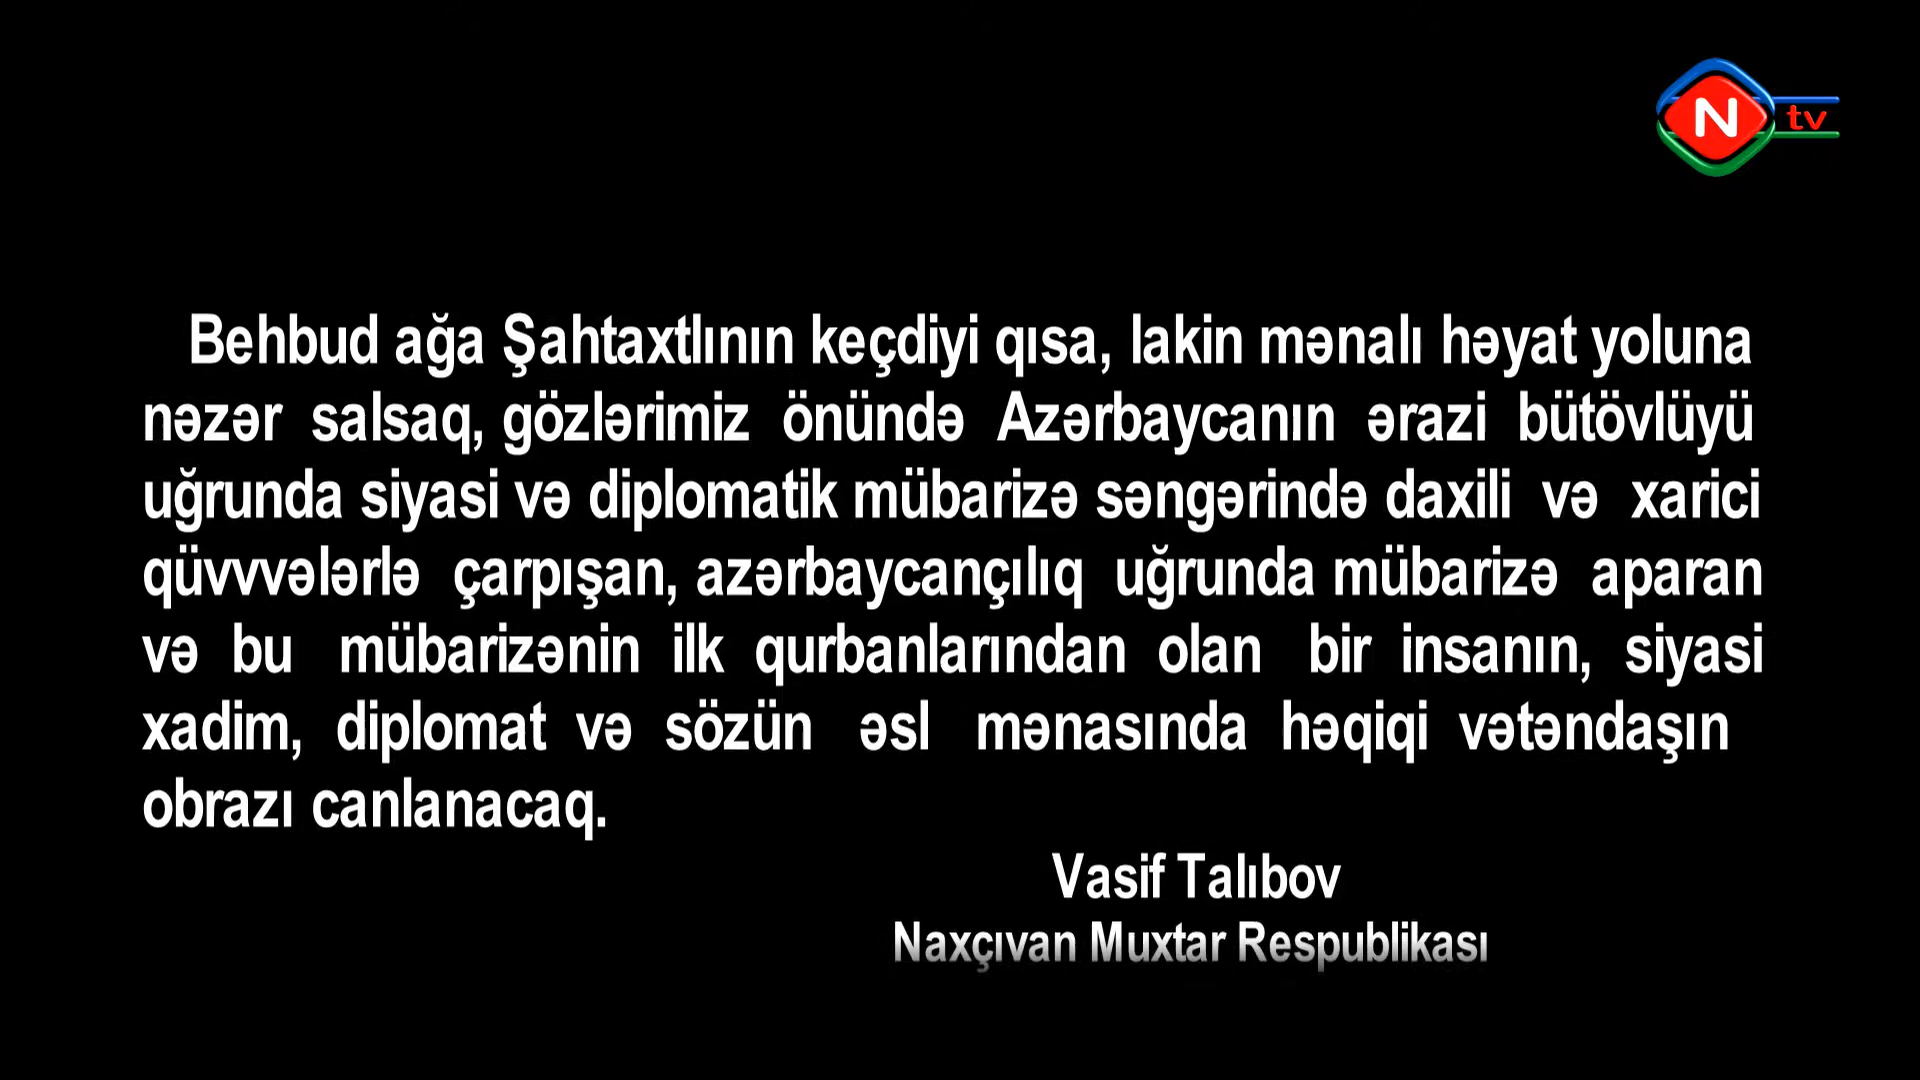 N tv
Behbud ağa Şahtaxtlının keçdiyi qısa, lakin mənalı həyat yoluna
nəzər salsaq, gözlərimiz önündə Azərbaycanın ərazi bütövlüyü
uğrunda siyasi və diplomatik mübarizə səngərində daxili və xarici
qüvvvələrlə çarpışan, azərbaycançılıq uğrunda mübarizə aparan
və bu mübarizənin ilk qurbanlarından olan bir insanın, siyasi
xadim, diplomat və sözün əsl mənasında həqiqi vətəndaşın
obrazı canlanacaq.
Vasif Talıbov
Naxçıvan Muxtar Respublikası